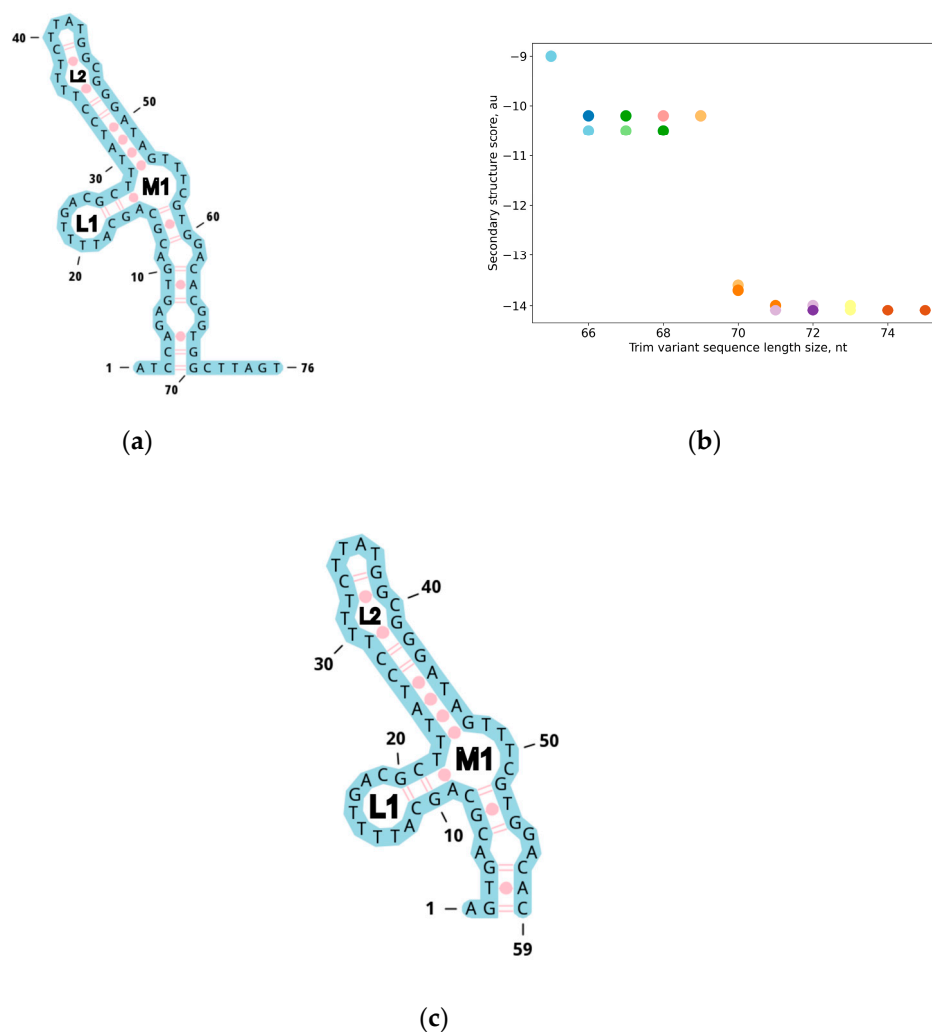 ATCCAGAGTGACGCAGCATTTTGACGCTTTATCCTTTTCTTATGGCGGGATAGTTTCGTGGACACGGTGGCTTAGT
1
10
20
30
40
50
60
70
76
L1
L2
M1
(a)
Secondary structure score, au
−9
−10
−11
−12
−13
−14
66 68 70 72 74
Trim variant sequence length size, nt
(b)
AGTGACGCAGCATTTTGACGCTTTATCCTTTTCTTATGGCGGGATAGTTTCGTGGACAC
1
10
20
30
40
50
59
L1
L2
M1
(c)